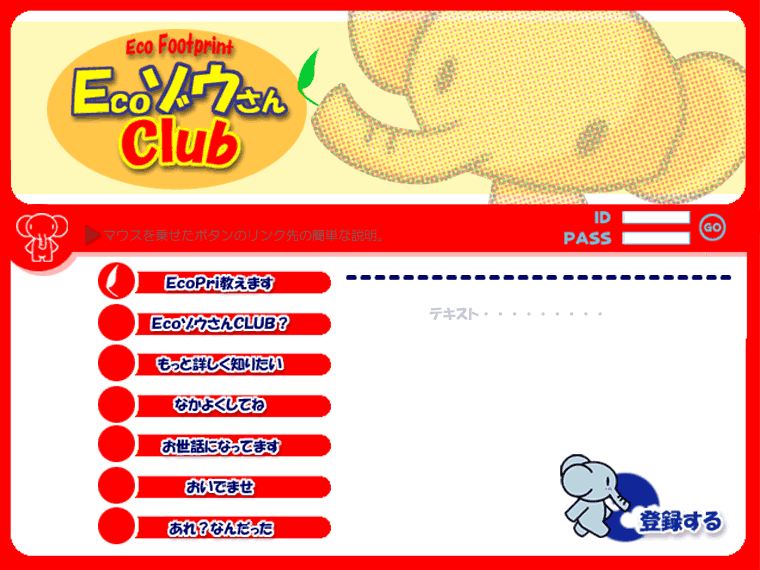 Eco Footprint
Ecoゾウさん
Club
マウスを乗せたボタンのリンク先の簡単な説明。
ID
PASS
GO
EcoPri教えます
EcoゾウさんCLUB？
もっと詳しく知りたい
なかよくしてね
お世話になってます
おいでませ
あれ？なんだった
テキスト・・・・・・・・・
登録する